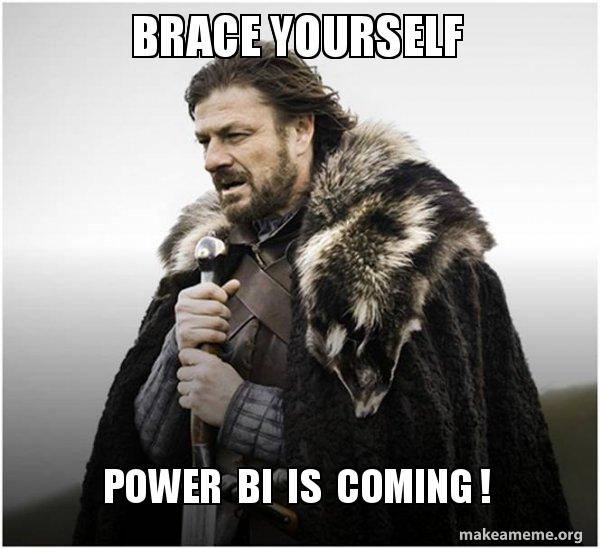 BRACE YOURSELF
POWER BI IS COMING !
makeameme.org